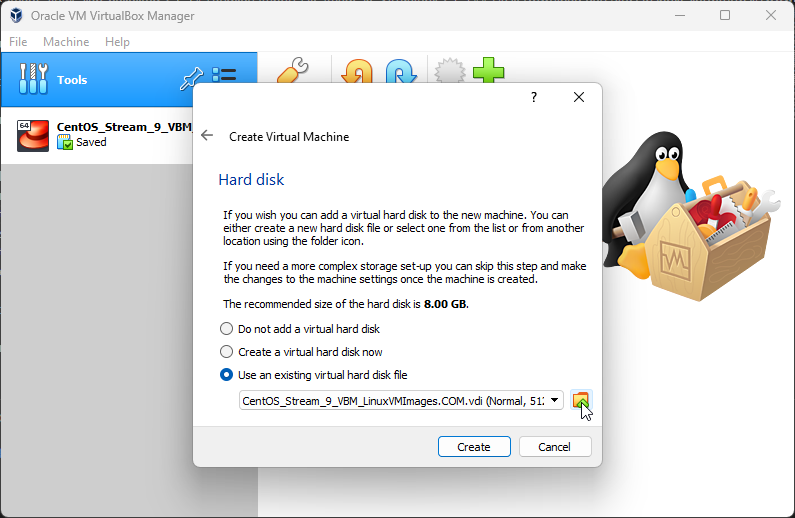 Oracle VM VirtualBox Manager
File Machine Help
Tools
64
CentOS_Stream_9_VBM_
Saved
?
Create Virtual Machine
Hard disk
If you wish you can add a virtual hard disk to the new machine. You can
either create a new hard disk file or select one from the list or from another
location using the folder icon.
If you need a more complex storage set-up you can skip this step and make
the changes to the machine settings once the machine is created.
The recommended size of the hard disk is 8.00 GB.
Do not add a virtual hard disk
Create a virtual hard disk now
Use an existing virtual hard disk file
CentOS_Stream_9_VBM_LinuxVMImages.COM.vdi (Normal, 512
Create Cancel